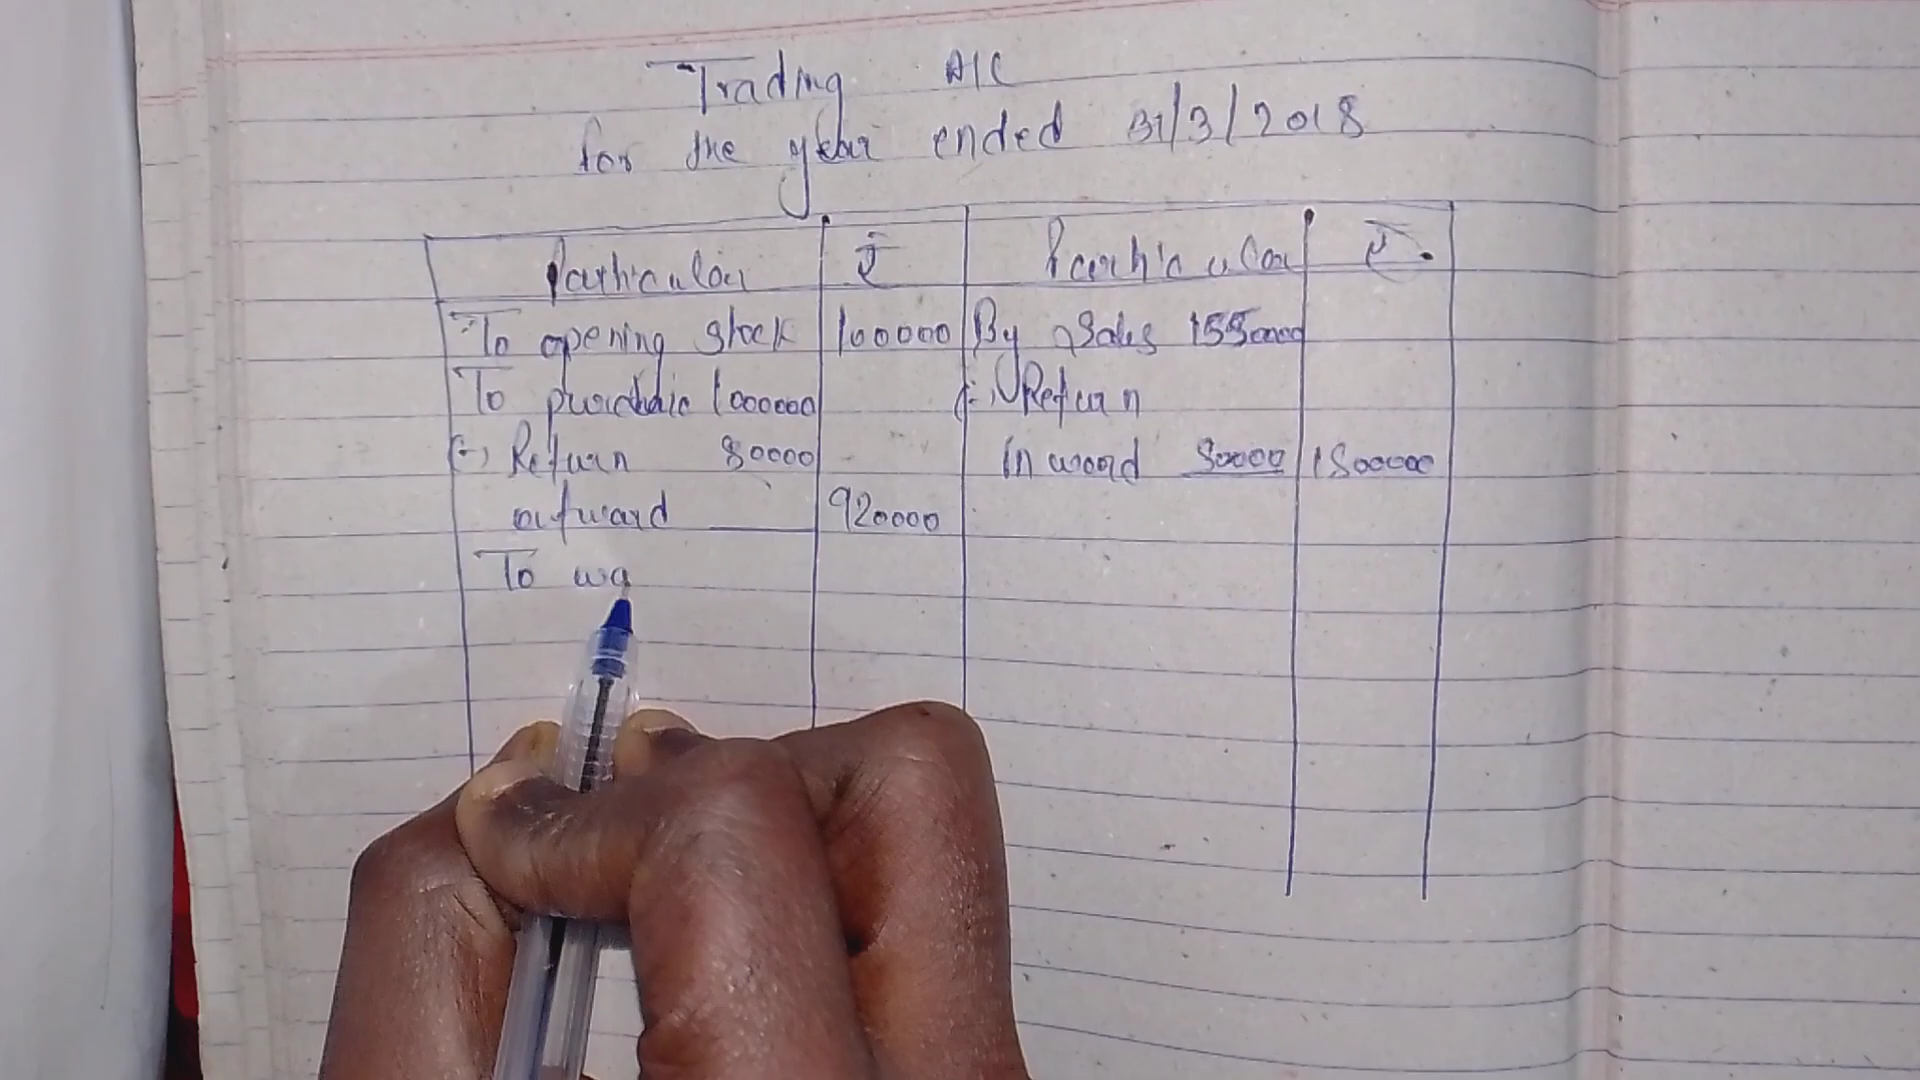 Trading A/C
for the year ended 31/3/2018
Particular ₹ Particular ₹
To opening stock 100000 By Sales 1550000
To purchase 1000000 (-) Return
(-) Return 80000 inward 50000 1500000
outward 920000
To wa